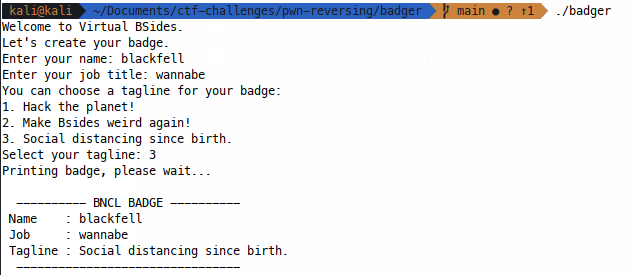 kali@kali ~/Documents/ctf-challenges/pwn-reversing/badger main ● ? ↑1 ./badger
Welcome to Virtual BSides.
Let's create your badge.
Enter your name: blackfell
Enter your job title: wannabe
You can choose a tagline for your badge:
1. Hack the planet!
2. Make Bsides weird again!
3. Social distancing since birth.
Select your tagline: 3
Printing badge, please wait...
—————————— BNCL BADGE ——————————
Name    : blackfell
Job     : wannabe
Tagline : Social distancing since birth.
————————————————————————————————